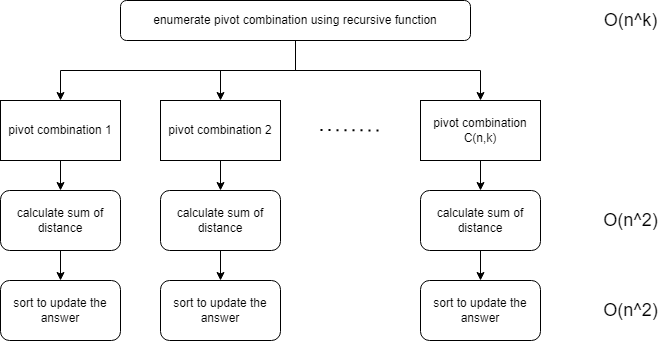 enumerate pivot combination using recursive function
O(n^k)
pivot combination 1
pivot combination 2
........
pivot combination
C(n,k)
calculate sum of
distance
calculate sum of
distance
calculate sum of
distance
O(n^2)
sort to update the
answer
sort to update the
answer
sort to update the
answer
O(n^2)